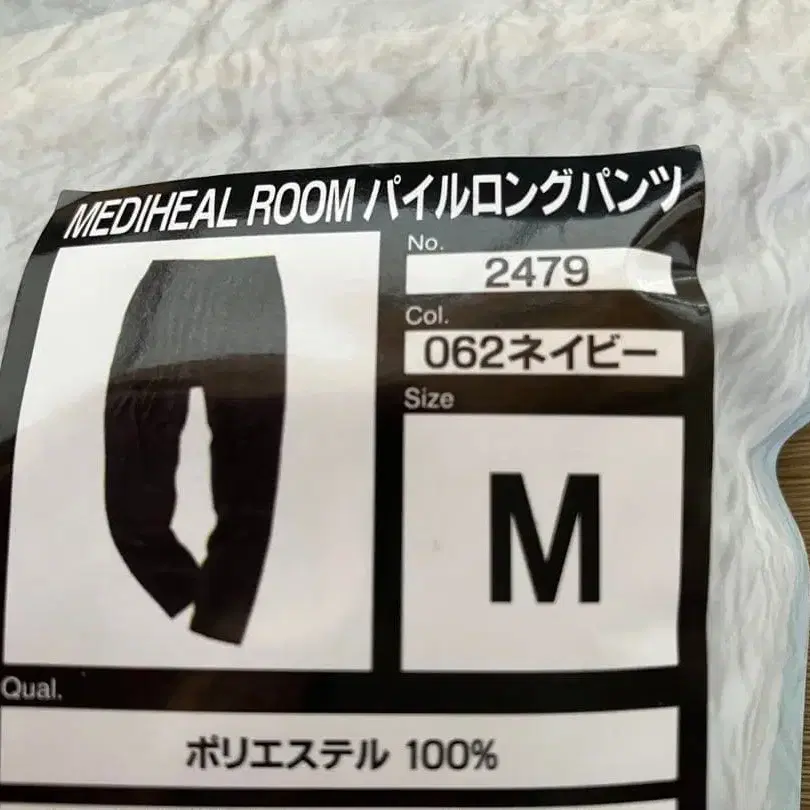 MEDIHEAL ROOM パイルロングパンツ
No.
2479
Col.
062ネイビー
Size
M
Qual.
ポリエステル 100%